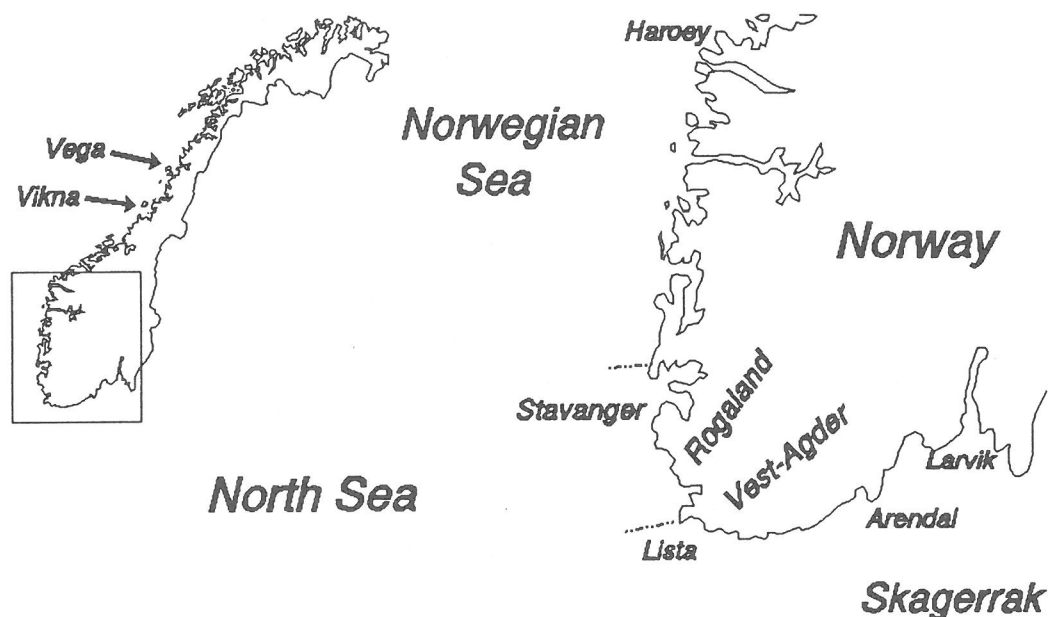 Haroey
Norwegian
Sea
Vega
Vikna
Norway
Stavanger
Rogaland
Vest-Agder
North Sea
Larvik
Arendal
Lista
Skagerrak